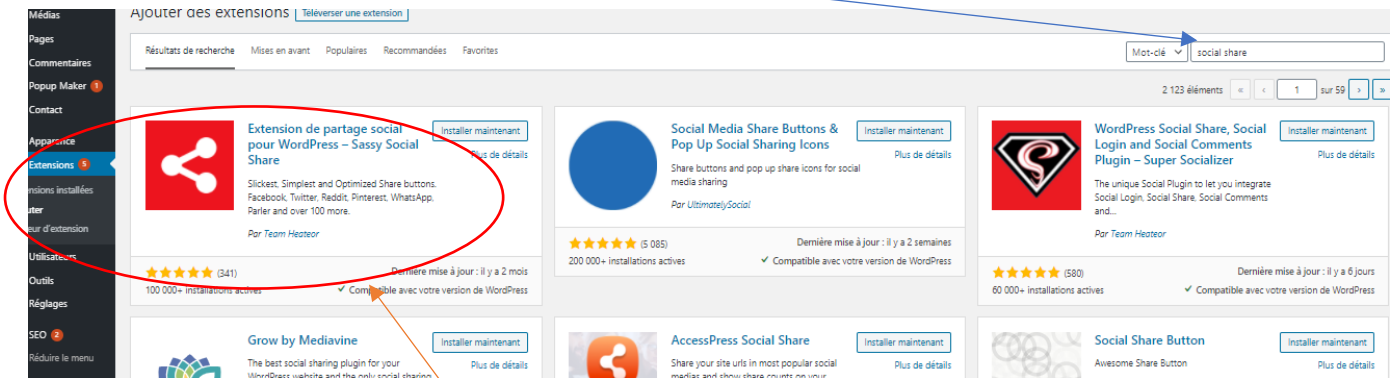 Médias
Pages
Commentaires
Popup Maker 1
Contact
Apparence
Extensions 5
ensions installées
uter
eur d'extension
Utilisateurs
Outils
Réglages
SEO 2
Réduire le menu
Ajouter des extensions Téléverser une extension
Résultats de recherche Mises en avant Populaires Recommandées Favorites
Mot-clé social share
2 123 éléments « ‹ 1 sur 59 › »
Extension de partage social
pour WordPress – Sassy Social
Share
Installer maintenant
Plus de détails
Slickest, Simplest and Optimized Share buttons.
Facebook, Twitter, Reddit, Pinterest, WhatsApp,
Parler and over 100 more.
Par Team Heateor
(341)
Dernière mise à jour : il y a 2 mois
100 000+ installations actives
✓ Compatible avec votre version de WordPress
Social Media Share Buttons &
Pop Up Social Sharing Icons
Installer maintenant
Plus de détails
Share buttons and pop up share icons for social
media sharing
Par UltimatelySocial
(5 085)
Dernière mise à jour : il y a 2 semaines
200 000+ installations actives
✓ Compatible avec votre version de WordPress
WordPress Social Share, Social
Login and Social Comments
Plugin – Super Socializer
Installer maintenant
Plus de détails
The unique Social Plugin to let you integrate
Social Login, Social Share, Social Comments
and...
Par Team Heateor
(580)
Dernière mise à jour : il y a 6 jours
60 000+ installations actives
✓ Compatible avec votre version de WordPress
Grow by Mediavine
Installer maintenant
Plus de détails
The best social sharing plugin for your
WordPress website and the only social sharing
AccessPress Social Share
Installer maintenant
Plus de détails
Share your site urls in most popular social
medias and show share counts on your
Social Share Button
Installer maintenant
Plus de détails
Awesome Share Button